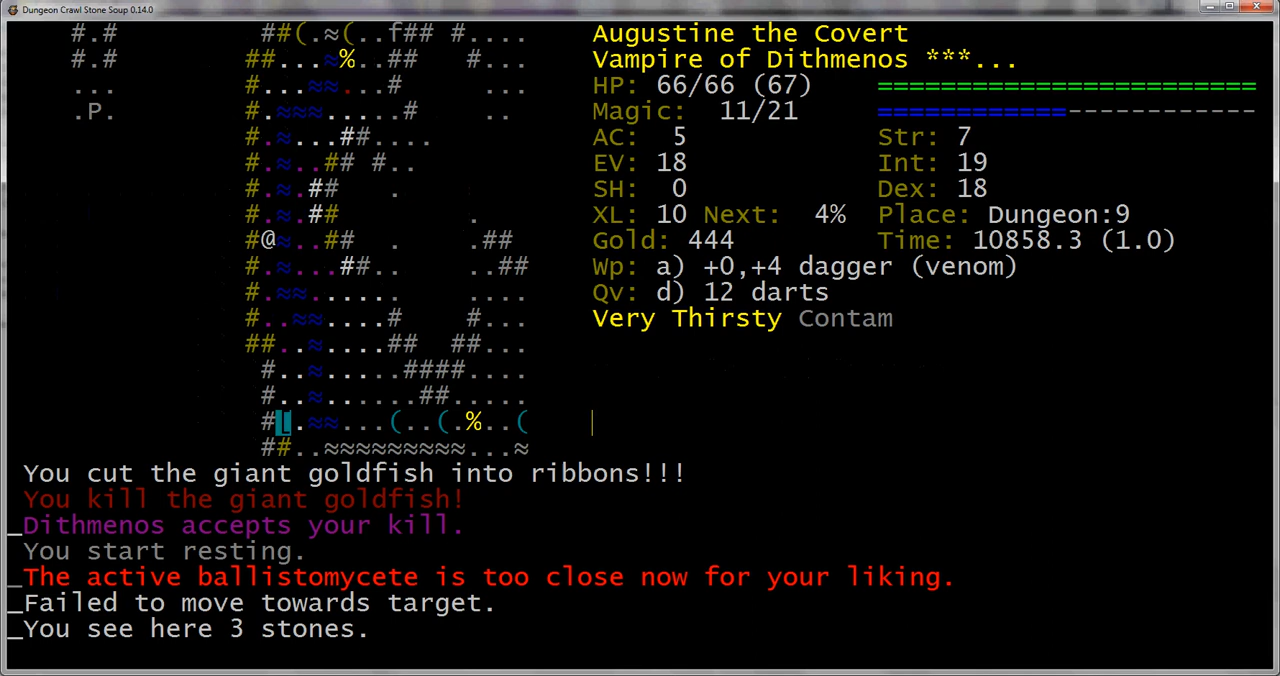 Dungeon Crawl Stone Soup 0.14.0
Augustine the Covert
Vampire of Dithmenos ***...
HP: 66/66 (67)
Magic: 11/21
AC: 5 Str: 7
EV: 18 Int: 19
SH: 0 Dex: 18
XL: 10 Next: 4% Place: Dungeon:9
Gold: 444 Time: 10858.3 (1.0)
Wp: a) +0,+4 dagger (venom)
Qv: d) 12 darts
Very Thirsty Contam
You cut the giant goldfish into ribbons!!!
You kill the giant goldfish!
_Dithmenos accepts your kill.
You start resting.
_The active ballistomycete is too close now for your liking.
_Failed to move towards target.
_You see here 3 stones.